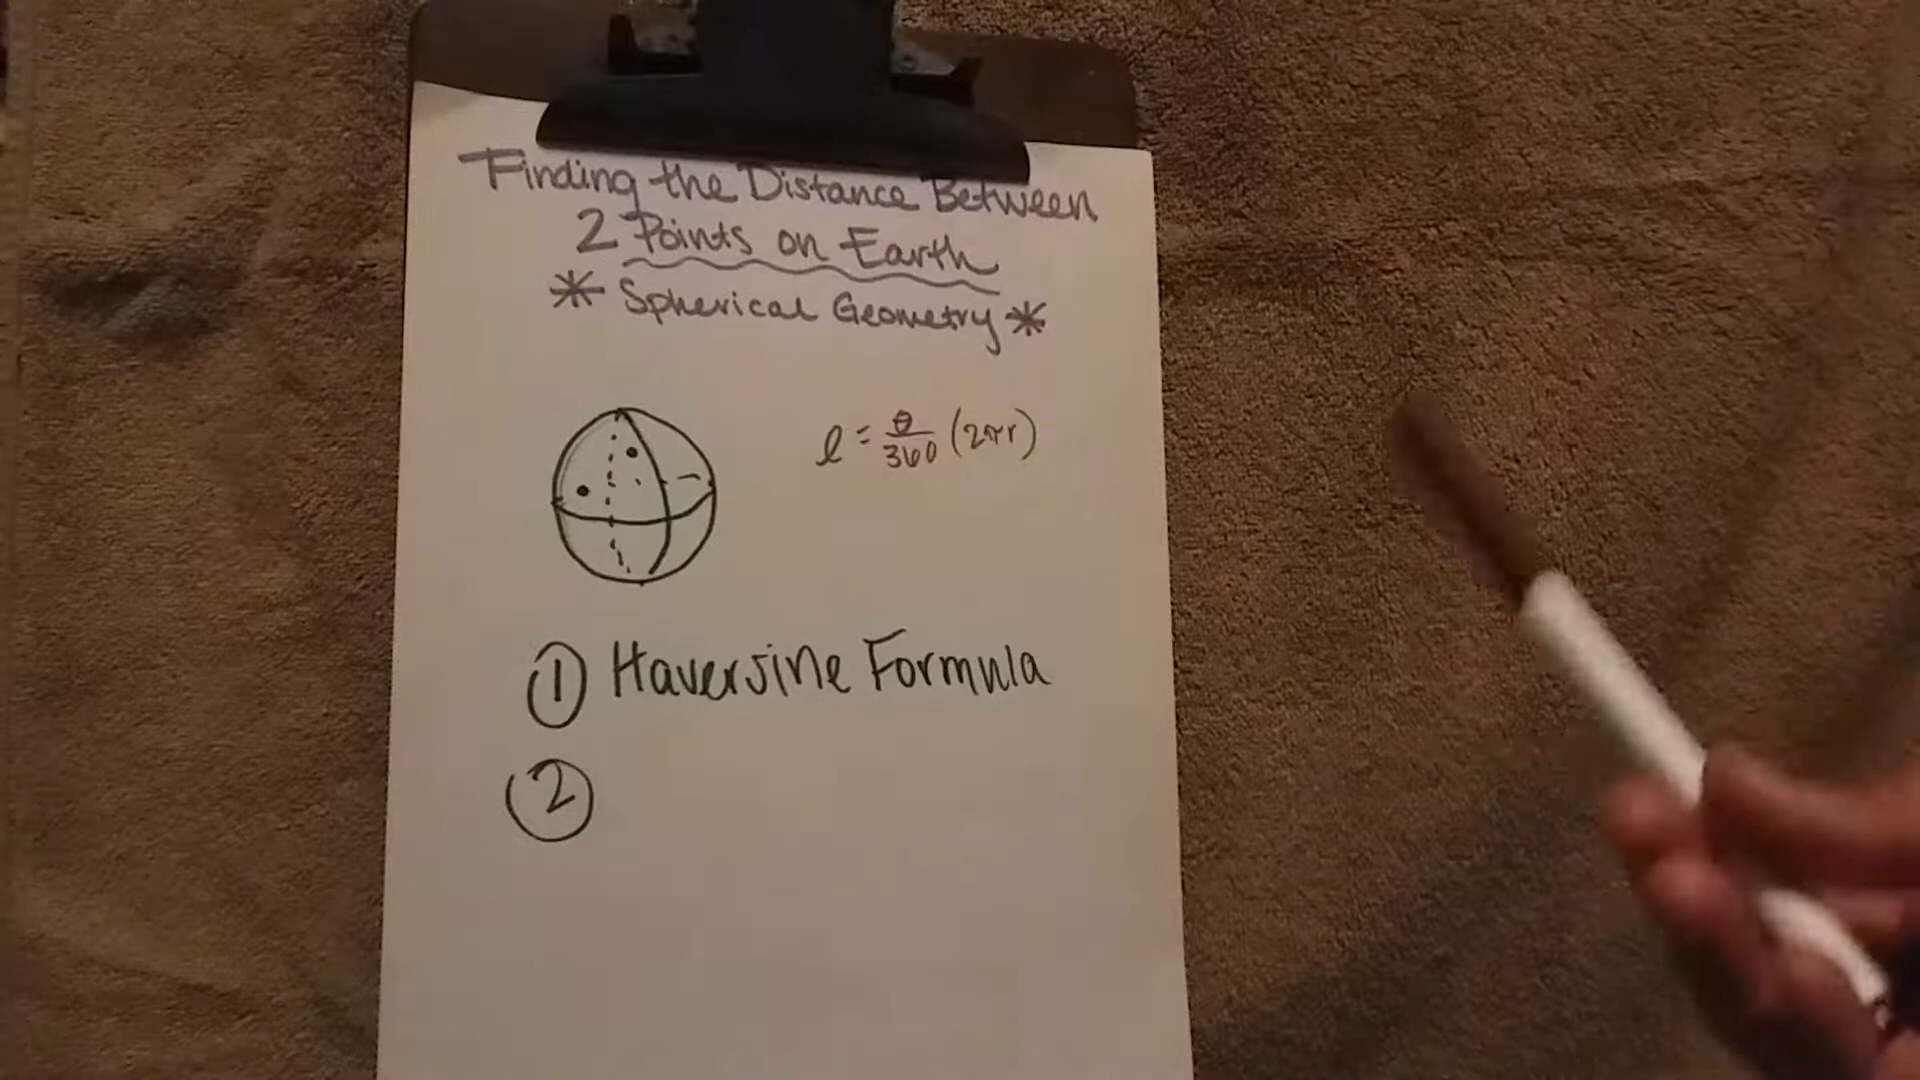 Finding the Distance Between
2 Points on Earth
* Spherical Geometry *
l = θ/360 (2πr)
① Haversine Formula
②